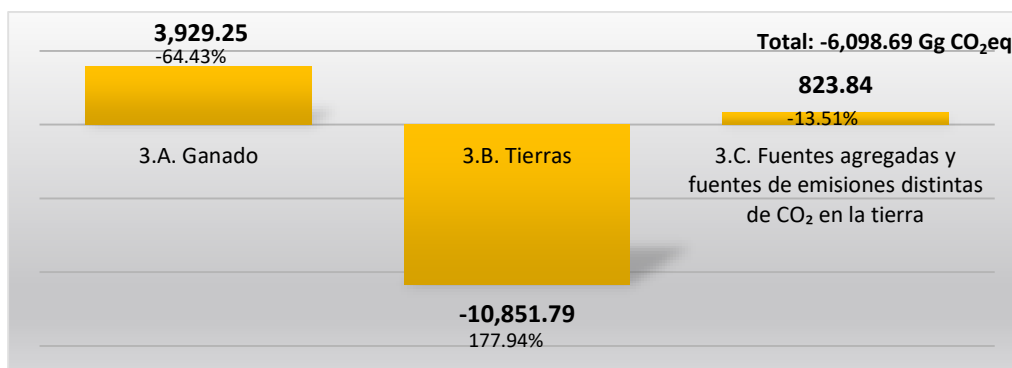 3,929.25
-64.43%
Total: -6,098.69 Gg CO₂eq
823.84
-13.51%
3.A. Ganado
3.B. Tierras
3.C. Fuentes agregadas y
fuentes de emisiones distintas
de CO₂ en la tierra
-10,851.79
177.94%